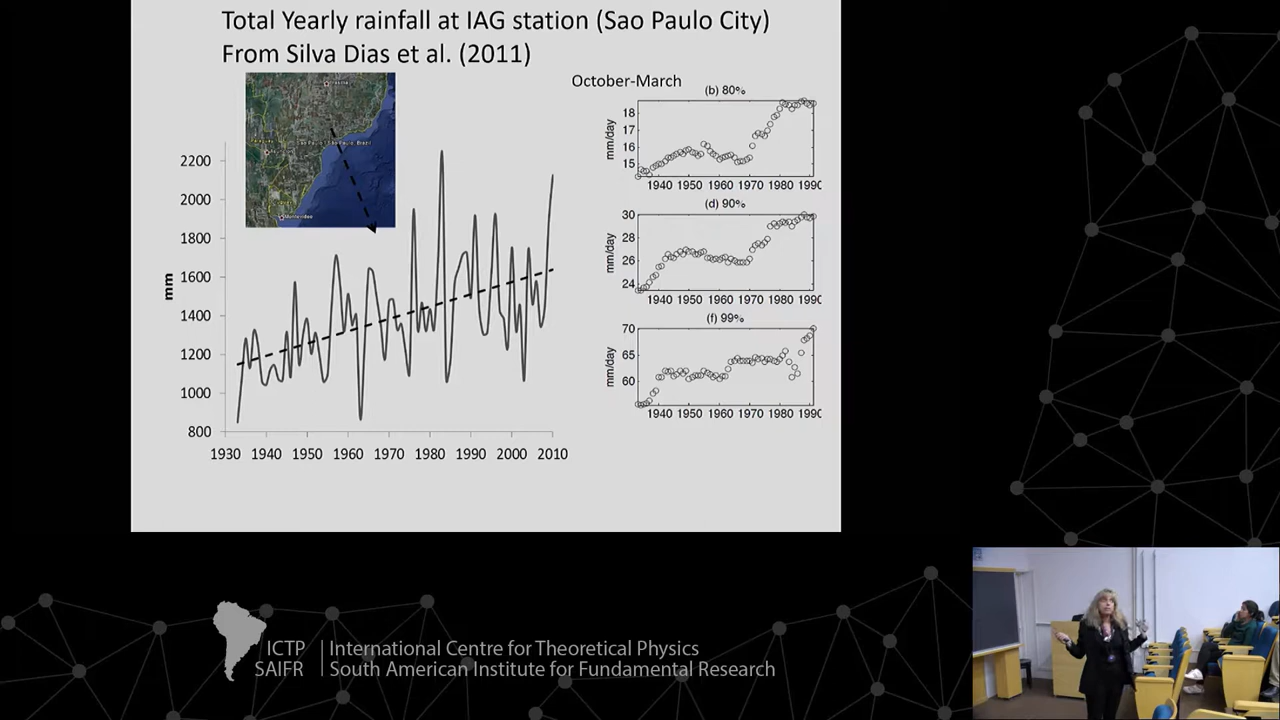 Total Yearly rainfall at IAG station (Sao Paulo City)
From Silva Dias et al. (2011)
October-March
(b) 80%
mm/day
18
17
16
15
1940 1950 1960 1970 1980 1990
(d) 90%
mm/day
30
28
26
24
1940 1950 1960 1970 1980 1990
(f) 99%
mm/day
70
65
60
1940 1950 1960 1970 1980 1990
Montevideo
mm
2200
2000
1800
1600
1400
1200
1000
800
1930 1940 1950 1960 1970 1980 1990 2000 2010
ICTP
SAIFR
International Centre for Theoretical Physics
South American Institute for Fundamental Research